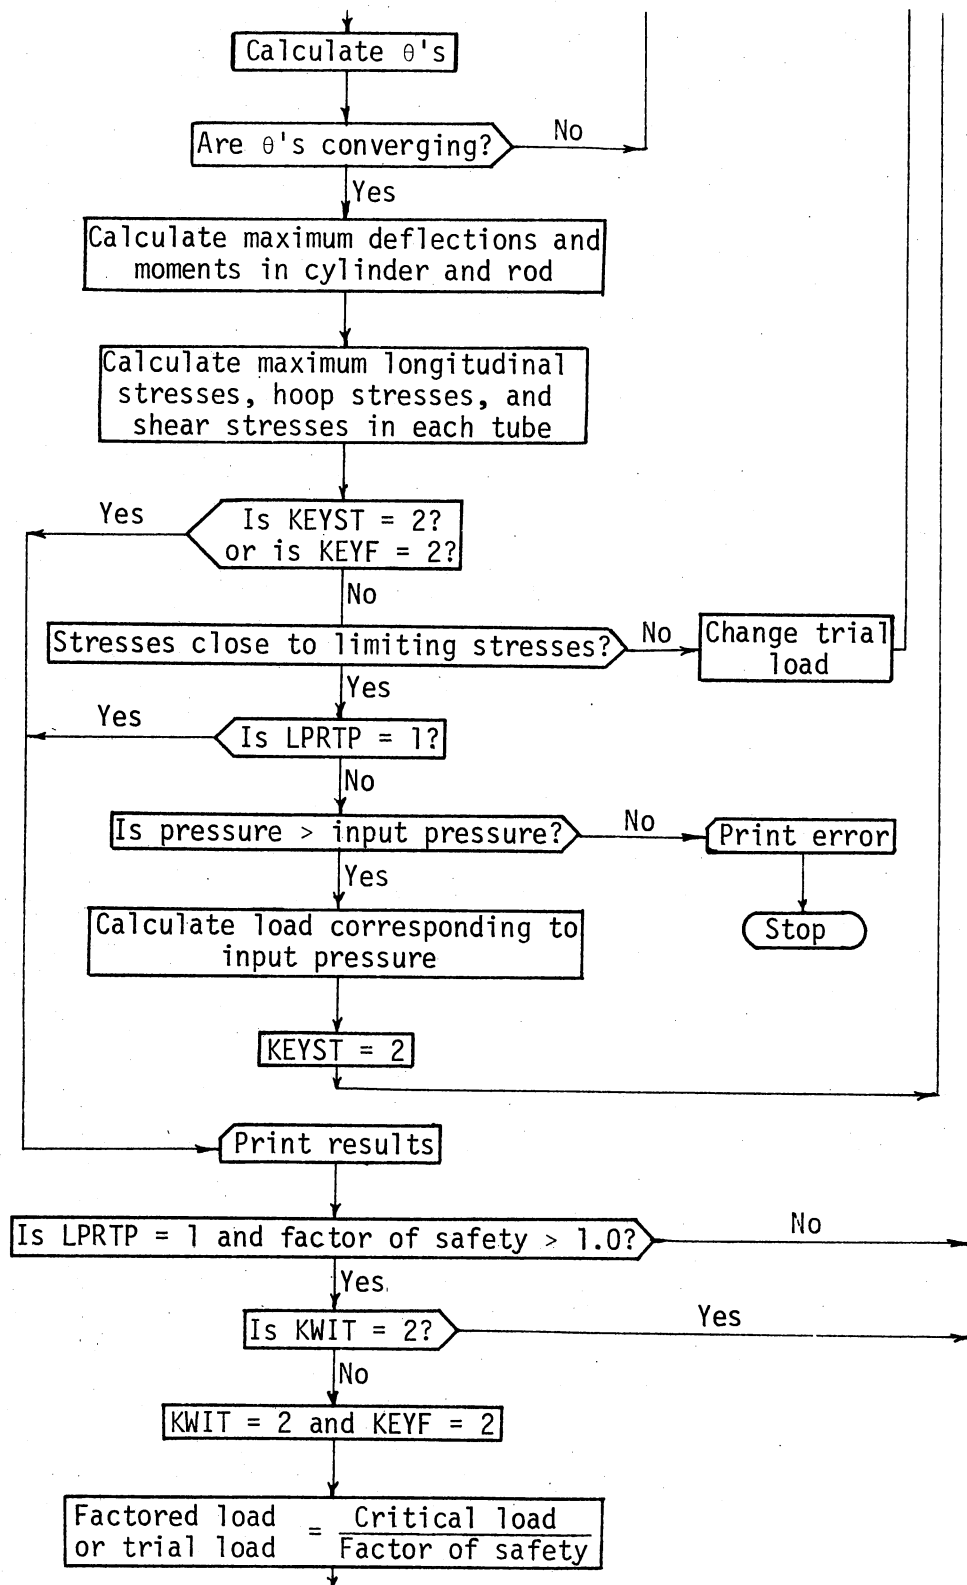 Calculate θ's
Are θ's converging?
No
Yes
Calculate maximum deflections and
moments in cylinder and rod
Calculate maximum longitudinal
stresses, hoop stresses, and
shear stresses in each tube
Yes
Is KEYST = 2?
or is KEYF = 2?
No
Stresses close to limiting stresses?
No
Change trial
load
Yes
Yes
Is LPRTP = 1?
No
Is pressure > input pressure?
No
Print error
Yes
Stop
Calculate load corresponding to
input pressure
KEYST = 2
Print results
Is LPRTP = 1 and factor of safety > 1.0?
No
Yes
Is KWIT = 2?
Yes
No
KWIT = 2 and KEYF = 2
Factored load
or trial load
=
Critical load
Factor of safety